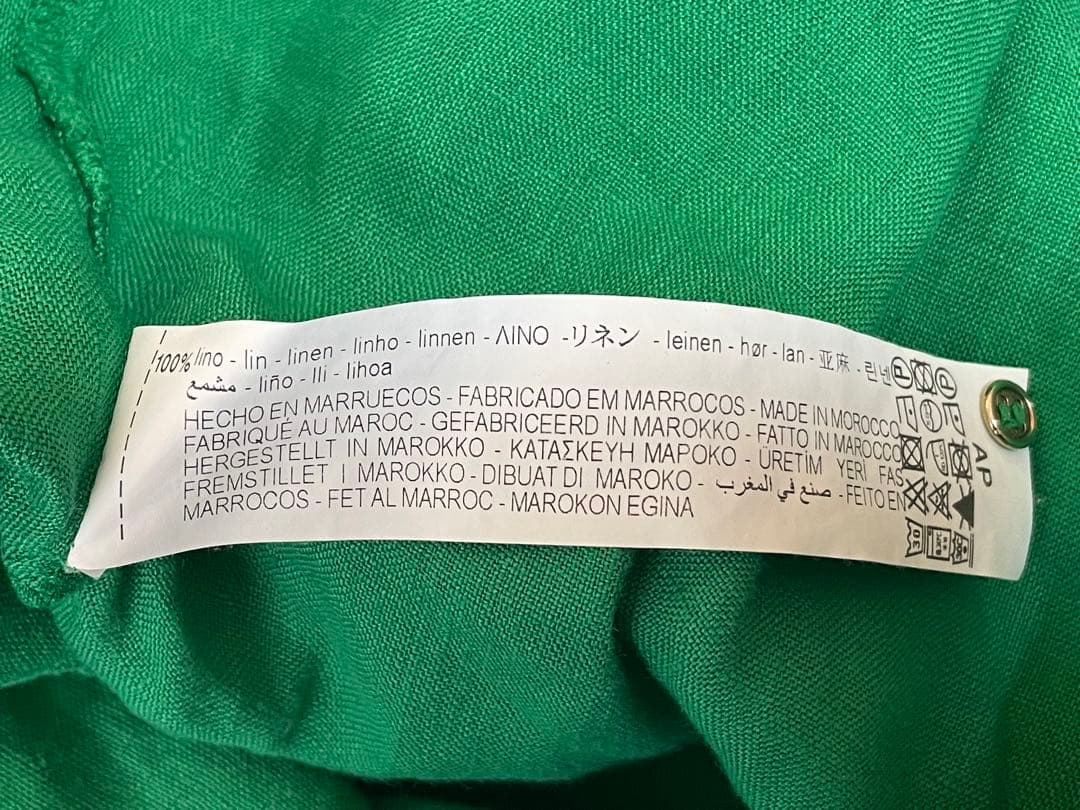 100% lino - lin - linen - linho - linnen - ΛΙΝΟ - リネン - leinen - hør - lan - 亚麻 - 린넨
مشمع - liño - lli - lihoa
HECHO EN MARRUECOS - FABRICADO EM MARROCOS - MADE IN MOROCCO
FABRIQUÉ AU MAROC - GEFABRICEERD IN MAROKKO - FATTO IN MAROCCO
HERGESTELLT IN MAROKKO - ΚΑΤΑΣΚΕΥΗ ΜΑΡΟΚΟ - ÜRETİM YERİ FAS
FREMSTILLET I MAROKKO - DIBUAT DI MAROKO - صنع في المغرب - FEITO EN
MARROCOS - FET AL MARROC - MAROKON EGINA
AP
30